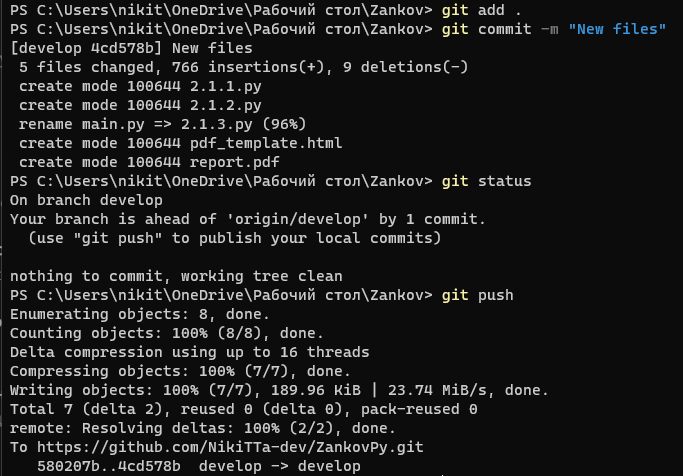 PS C:\Users\nikit\OneDrive\Рабочий стол\Zankov> git add .
PS C:\Users\nikit\OneDrive\Рабочий стол\Zankov> git commit -m "New files"
[develop 4cd578b] New files
 5 files changed, 766 insertions(+), 9 deletions(-)
 create mode 100644 2.1.1.py
 create mode 100644 2.1.2.py
 rename main.py => 2.1.3.py (96%)
 create mode 100644 pdf_template.html
 create mode 100644 report.pdf
PS C:\Users\nikit\OneDrive\Рабочий стол\Zankov> git status
On branch develop
Your branch is ahead of 'origin/develop' by 1 commit.
  (use "git push" to publish your local commits)

nothing to commit, working tree clean
PS C:\Users\nikit\OneDrive\Рабочий стол\Zankov> git push
Enumerating objects: 8, done.
Counting objects: 100% (8/8), done.
Delta compression using up to 16 threads
Compressing objects: 100% (7/7), done.
Writing objects: 100% (7/7), 189.96 KiB | 23.74 MiB/s, done.
Total 7 (delta 2), reused 0 (delta 0), pack-reused 0
remote: Resolving deltas: 100% (2/2), done.
To https://github.com/NikiTTa-dev/ZankovPy.git
   580207b..4cd578b  develop -> develop